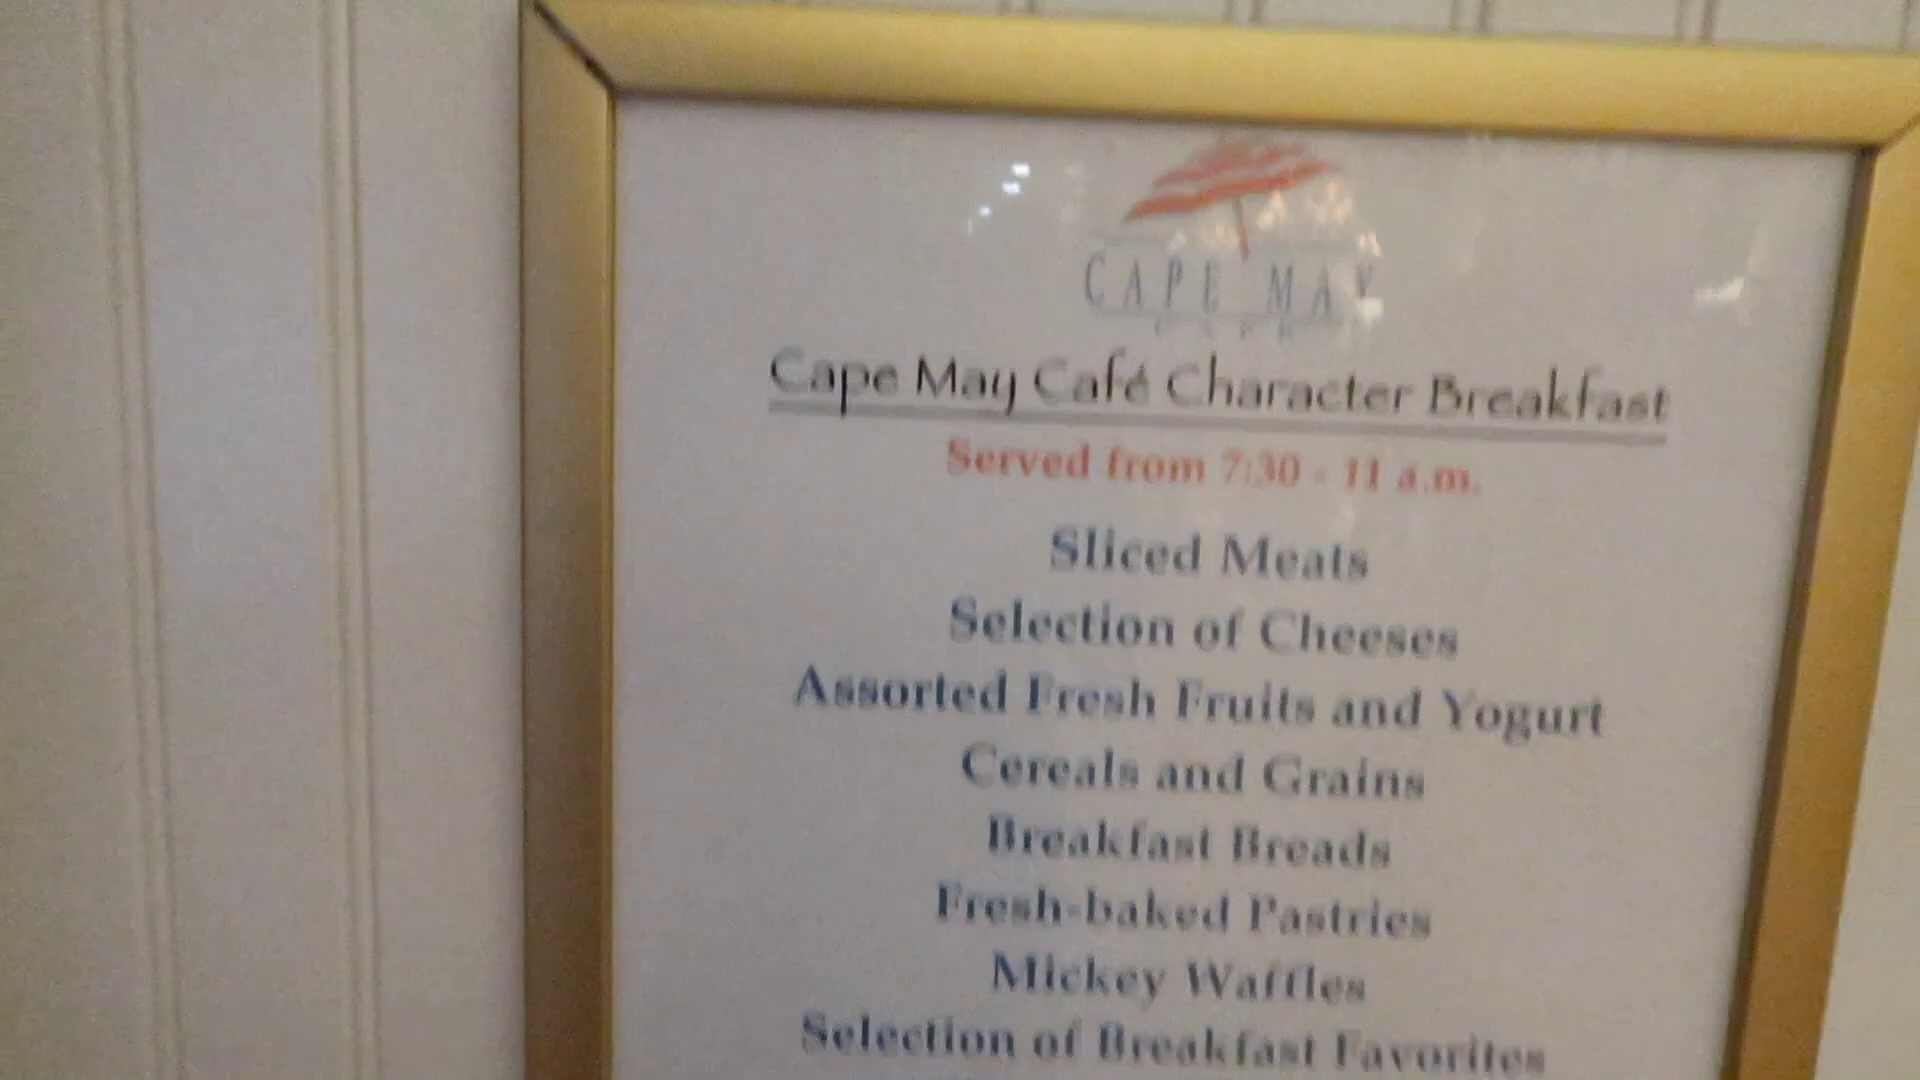 CAPE MAY
Cape May Café Character Breakfast
Served from 7:30 - 11 a.m.
Sliced Meats
Selection of Cheeses
Assorted Fresh Fruits and Yogurt
Cereals and Grains
Breakfast Breads
Fresh-baked Pastries
Mickey Waffles
Selection of Breakfast Favorites